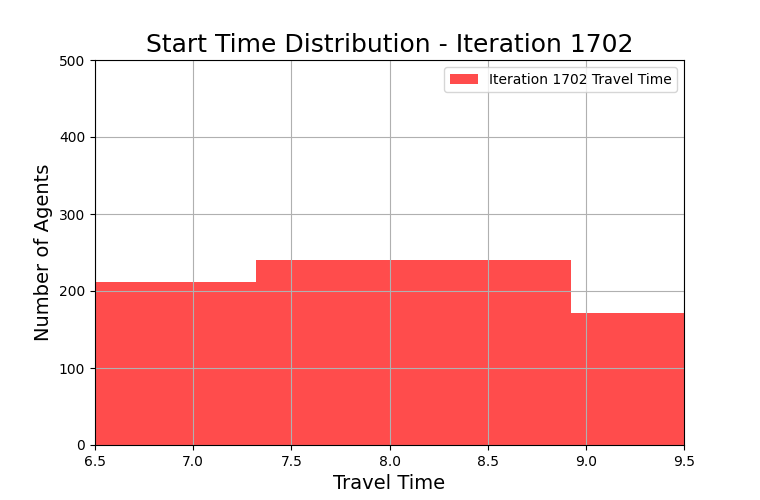 Start Time Distribution - Iteration 1702
500
400
300
200
100
0
Number of Agents
Iteration 1702 Travel Time
6.5 7.0 7.5 8.0 8.5 9.0 9.5
Travel Time